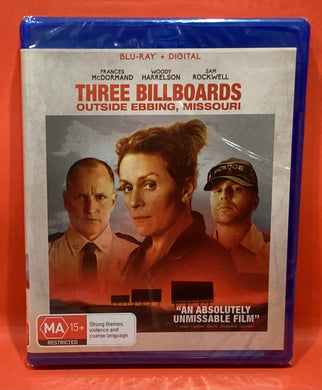 BLU-RAY + DIGITAL
FRANCES WOODY SAM
McDORMAND HARRELSON ROCKWELL
THREE BILLBOARDS
OUTSIDE EBBING, MISSOURI
POLICE
"AN ABSOLUTELY
UNMISSABLE FILM"
MA 15+
RESTRICTED
Strong themes,
violence and
coarse language